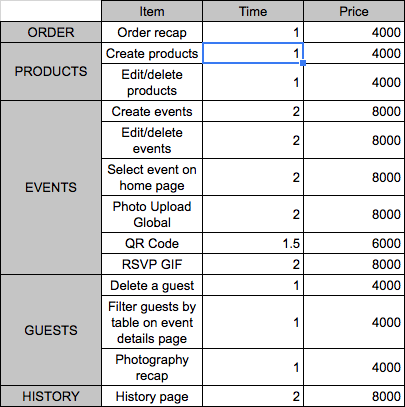 Item Time Price
ORDER Order recap 1 4000
PRODUCTS Create products 1 4000
Edit/delete
products 1 4000
EVENTS Create events 2 8000
Edit/delete
events 2 8000
Select event on
home page 2 8000
Photo Upload
Global 2 8000
QR Code 1.5 6000
RSVP GIF 2 8000
GUESTS Delete a guest 1 4000
Filter guests by
table on event
details page 1 4000
Photography
recap 1 4000
HISTORY History page 2 8000